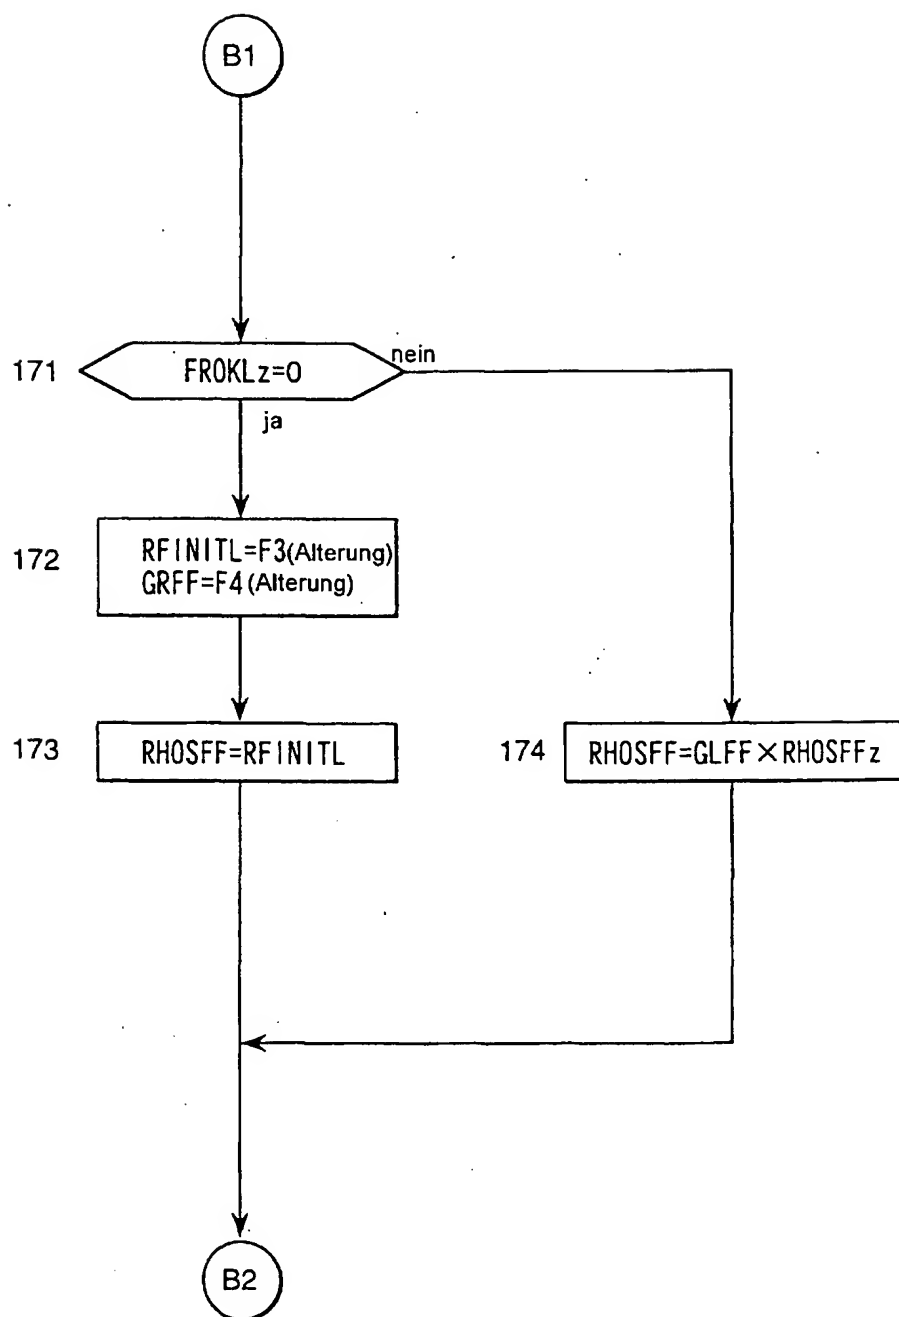 B1
171
FROKLz=0
nein
ja
172
RFINITL=F3(Alterung)
GRFF=F4(Alterung)
173
RHOSFF=RFINITL
174
RHOSFF=GLFF×RHOSFFz
B2